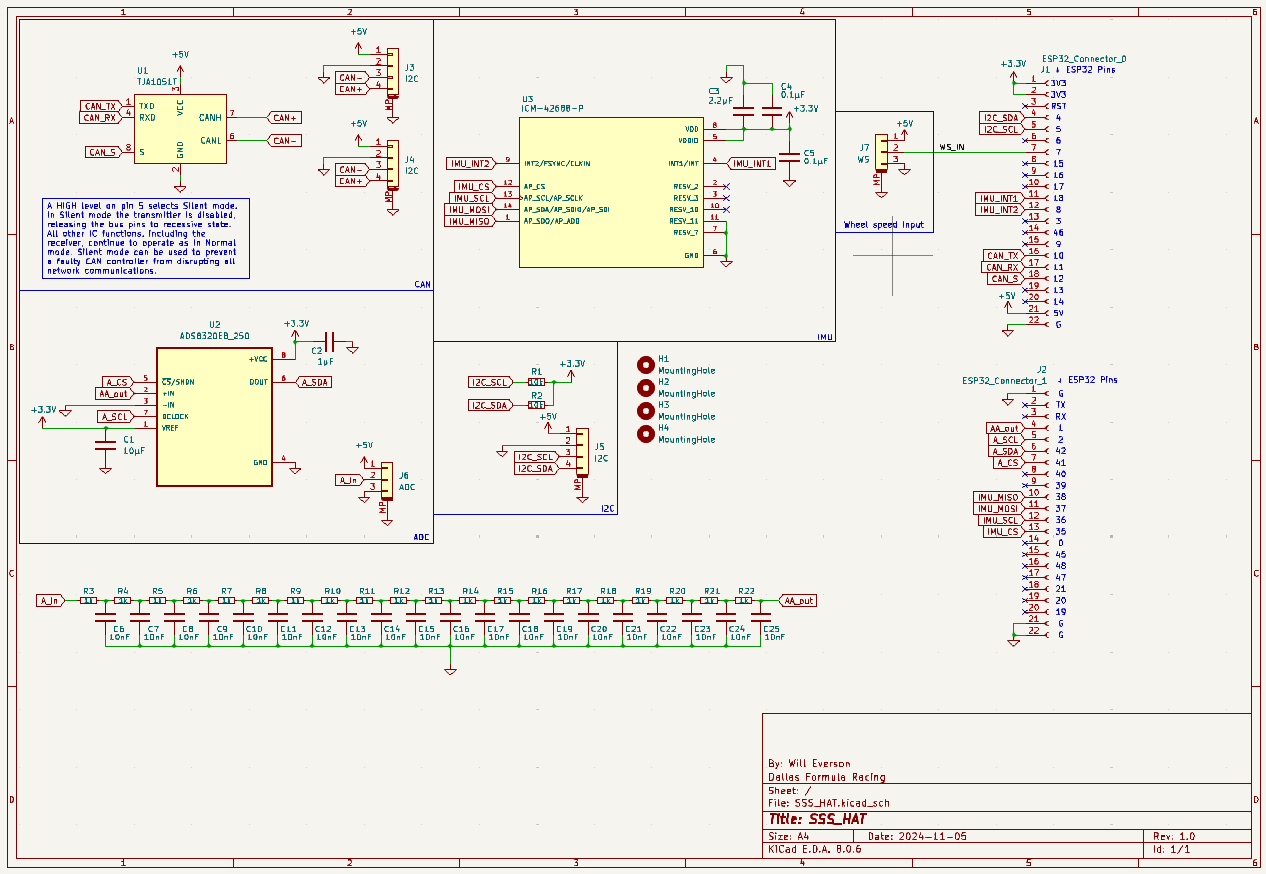 1 2 3 4 5 6
A
B
C
D
U1
TJA1051T
+5V
CAN_TX 1 TXD
CAN_RX 4 RXD
CAN_S 8 S
3 VCC
GND 2
CANH 7 CAN+
CANL 6 CAN-
A HIGH level on pin S selects Silent mode.
In Silent mode the transmitter is disabled,
releasing the bus pins to recessive state.
All other IC functions, including the
receiver, continue to operate as in Normal
mode. Silent mode can be used to prevent
a faulty CAN controller from disrupting all
network communications.
+5V
1
2
CAN- 3
CAN+ 4
J3
I2C
MP
+5V
1
2
CAN- 3
CAN+ 4
J4
I2C
MP
CAN
U3
ICM-42688-P
IMU_INT2 9 INT2/FSYNC/CLKIN
IMU_CS 12 AP_CS
IMU_SCL 13 AP_SCL/AP_SCLK
IMU_MOSI 14 AP_SDA/AP_SDIO/AP_SDI
IMU_MISO 1 AP_SDO/AP_AD0
VDD 8
VDDIO 5
INT1/INT 4 IMU_INT1
RESV_2 2
RESV_3 3
RESV_10 10
RESV_11 11
RESV_7 7
GND 6
C3
2.2µF
C4
0.1µF
+3.3V
C5
0.1µF
IMU
J7
WS
+5V
1
2
3
MP
WS_IN
Wheel speed input
ESP32_Connector_0
J1 ESP32 Pins
+3.3V
1 3V3
2 3V3
3 RST
I2C_SDA 4 4
I2C_SCL 5 5
6 6
7 7
8 15
9 16
10 17
IMU_INT1 11 18
IMU_INT2 12 8
13 3
14 46
15 9
CAN_TX 16 10
CAN_RX 17 11
CAN_S 18 12
19 13
20 14
+5V 21 5V
22 G
U2
ADS8320EB_250
+3.3V
C2
1µF
A_CS 5 CS/SHDN
AA_out 2 +IN
3 -IN
A_SCL 7 DCLOCK
+3.3V 1 VREF
C1
10µF
+VCC 8
DOUT 6 A_SDA
GND 4
+5V
1
A_in 2
3
J6
ADC
MP
ADC
I2C_SCL R1 10k +3.3V
I2C_SDA R2 10k
+5V
1
2
I2C_SCL 3
I2C_SDA 4
J5
I2C
MP
I2C
H1
MountingHole
H2
MountingHole
H3
MountingHole
H4
MountingHole
J2
ESP32_Connector_1 ESP32 Pins
1 G
2 TX
3 RX
AA_out 4 1
A_SCL 5 2
A_SDA 6 42
A_CS 7 41
8 40
9 39
IMU_MISO 10 38
IMU_MOSI 11 37
IMU_SCL 12 36
IMU_CS 13 35
14 0
15 45
16 48
17 47
18 21
19 20
20 19
21 G
22 G
A_in R3 R4 R5 R6 R7 R8 R9 R10 R11 R12 R13 R14 R15 R16 R17 R18 R19 R20 R21 R22 AA_out
1k 1k 1k 1k 1k 1k 1k 1k 1k 1k 1k 1k 1k 1k 1k 1k 1k 1k 1k 1k
C6 C7 C8 C9 C10 C11 C12 C13 C14 C15 C16 C17 C18 C19 C20 C21 C22 C23 C24 C25
10nF 10nF 10nF 10nF 10nF 10nF 10nF 10nF 10nF 10nF 10nF 10nF 10nF 10nF 10nF 10nF 10nF 10nF 10nF 10nF
By: Will Everson
Dallas Formula Racing
Sheet: /
File: SSS_HAT.kicad_sch
Title: SSS_HAT
Size: A4 Date: 2024-11-05 Rev: 1.0
KiCad E.D.A. 8.0.6 Id: 1/1
1 2 3 4 5 6